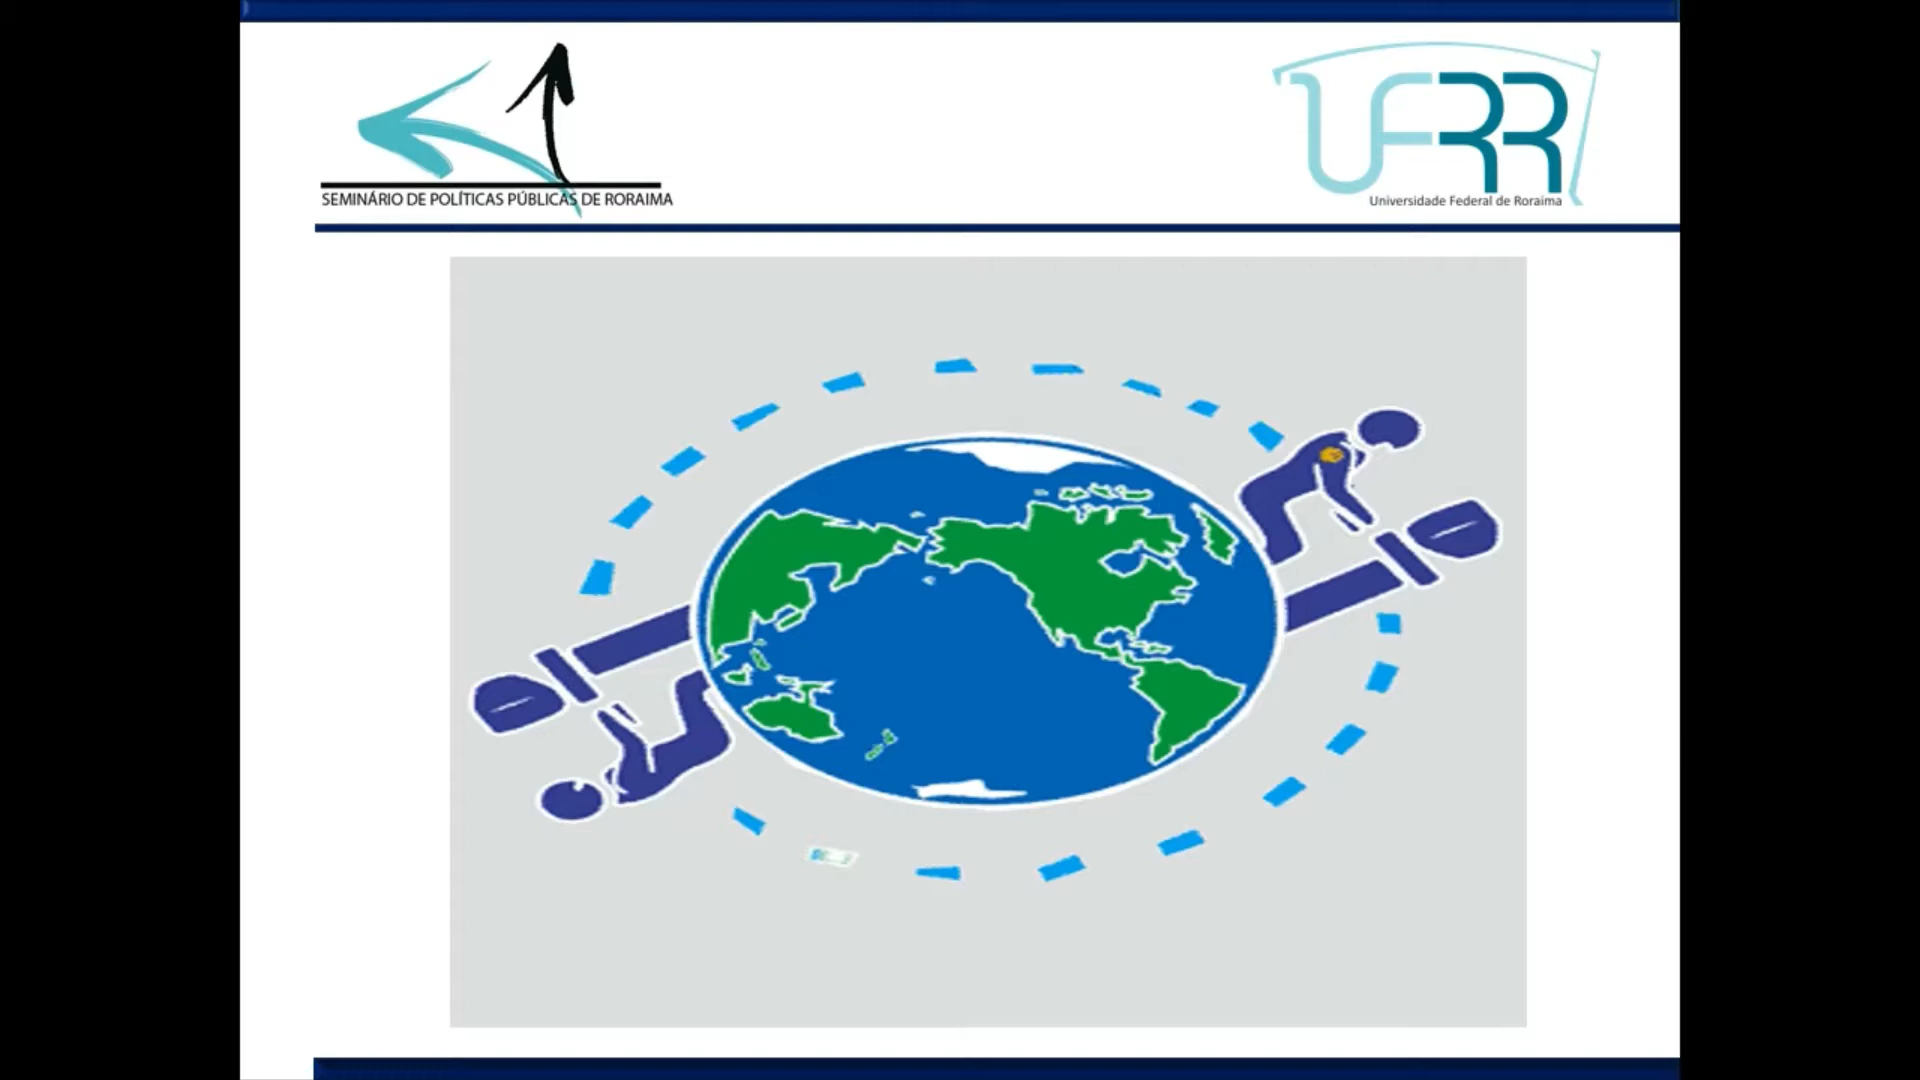 SEMINÁRIO DE POLÍTICAS PÚBLICAS DE RORAIMA
UFRR
Universidade Federal de Roraima